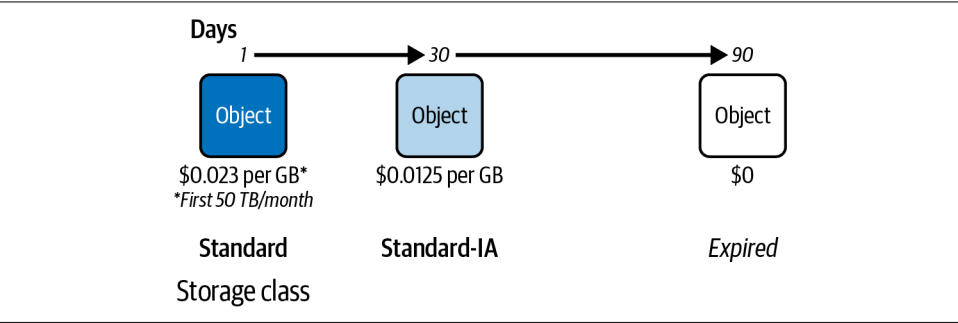 Days
1 30 90
Object Object Object
$0.023 per GB* $0.0125 per GB $0
*First 50 TB/month
Standard Standard-IA Expired
Storage class